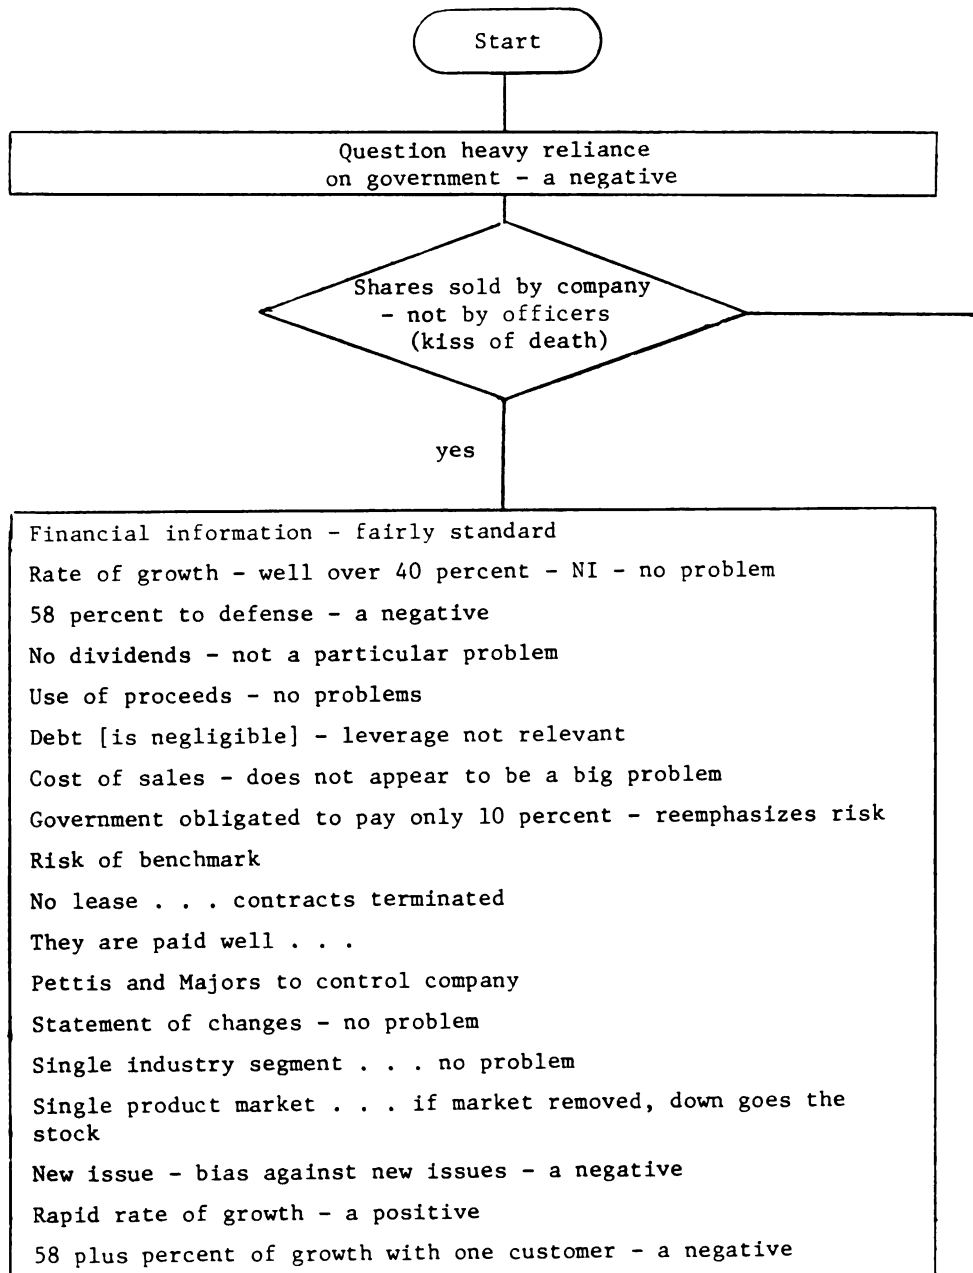 Start
Question heavy reliance
on government - a negative
Shares sold by company
- not by officers
(kiss of death)
yes
Financial information - fairly standard
Rate of growth - well over 40 percent - NI - no problem
58 percent to defense - a negative
No dividends - not a particular problem
Use of proceeds - no problems
Debt [is negligible] - leverage not relevant
Cost of sales - does not appear to be a big problem
Government obligated to pay only 10 percent - reemphasizes risk
Risk of benchmark
No lease . . . contracts terminated
They are paid well . . .
Pettis and Majors to control company
Statement of changes - no problem
Single industry segment . . . no problem
Single product market . . . if market removed, down goes the
stock
New issue - bias against new issues - a negative
Rapid rate of growth - a positive
58 plus percent of growth with one customer - a negative